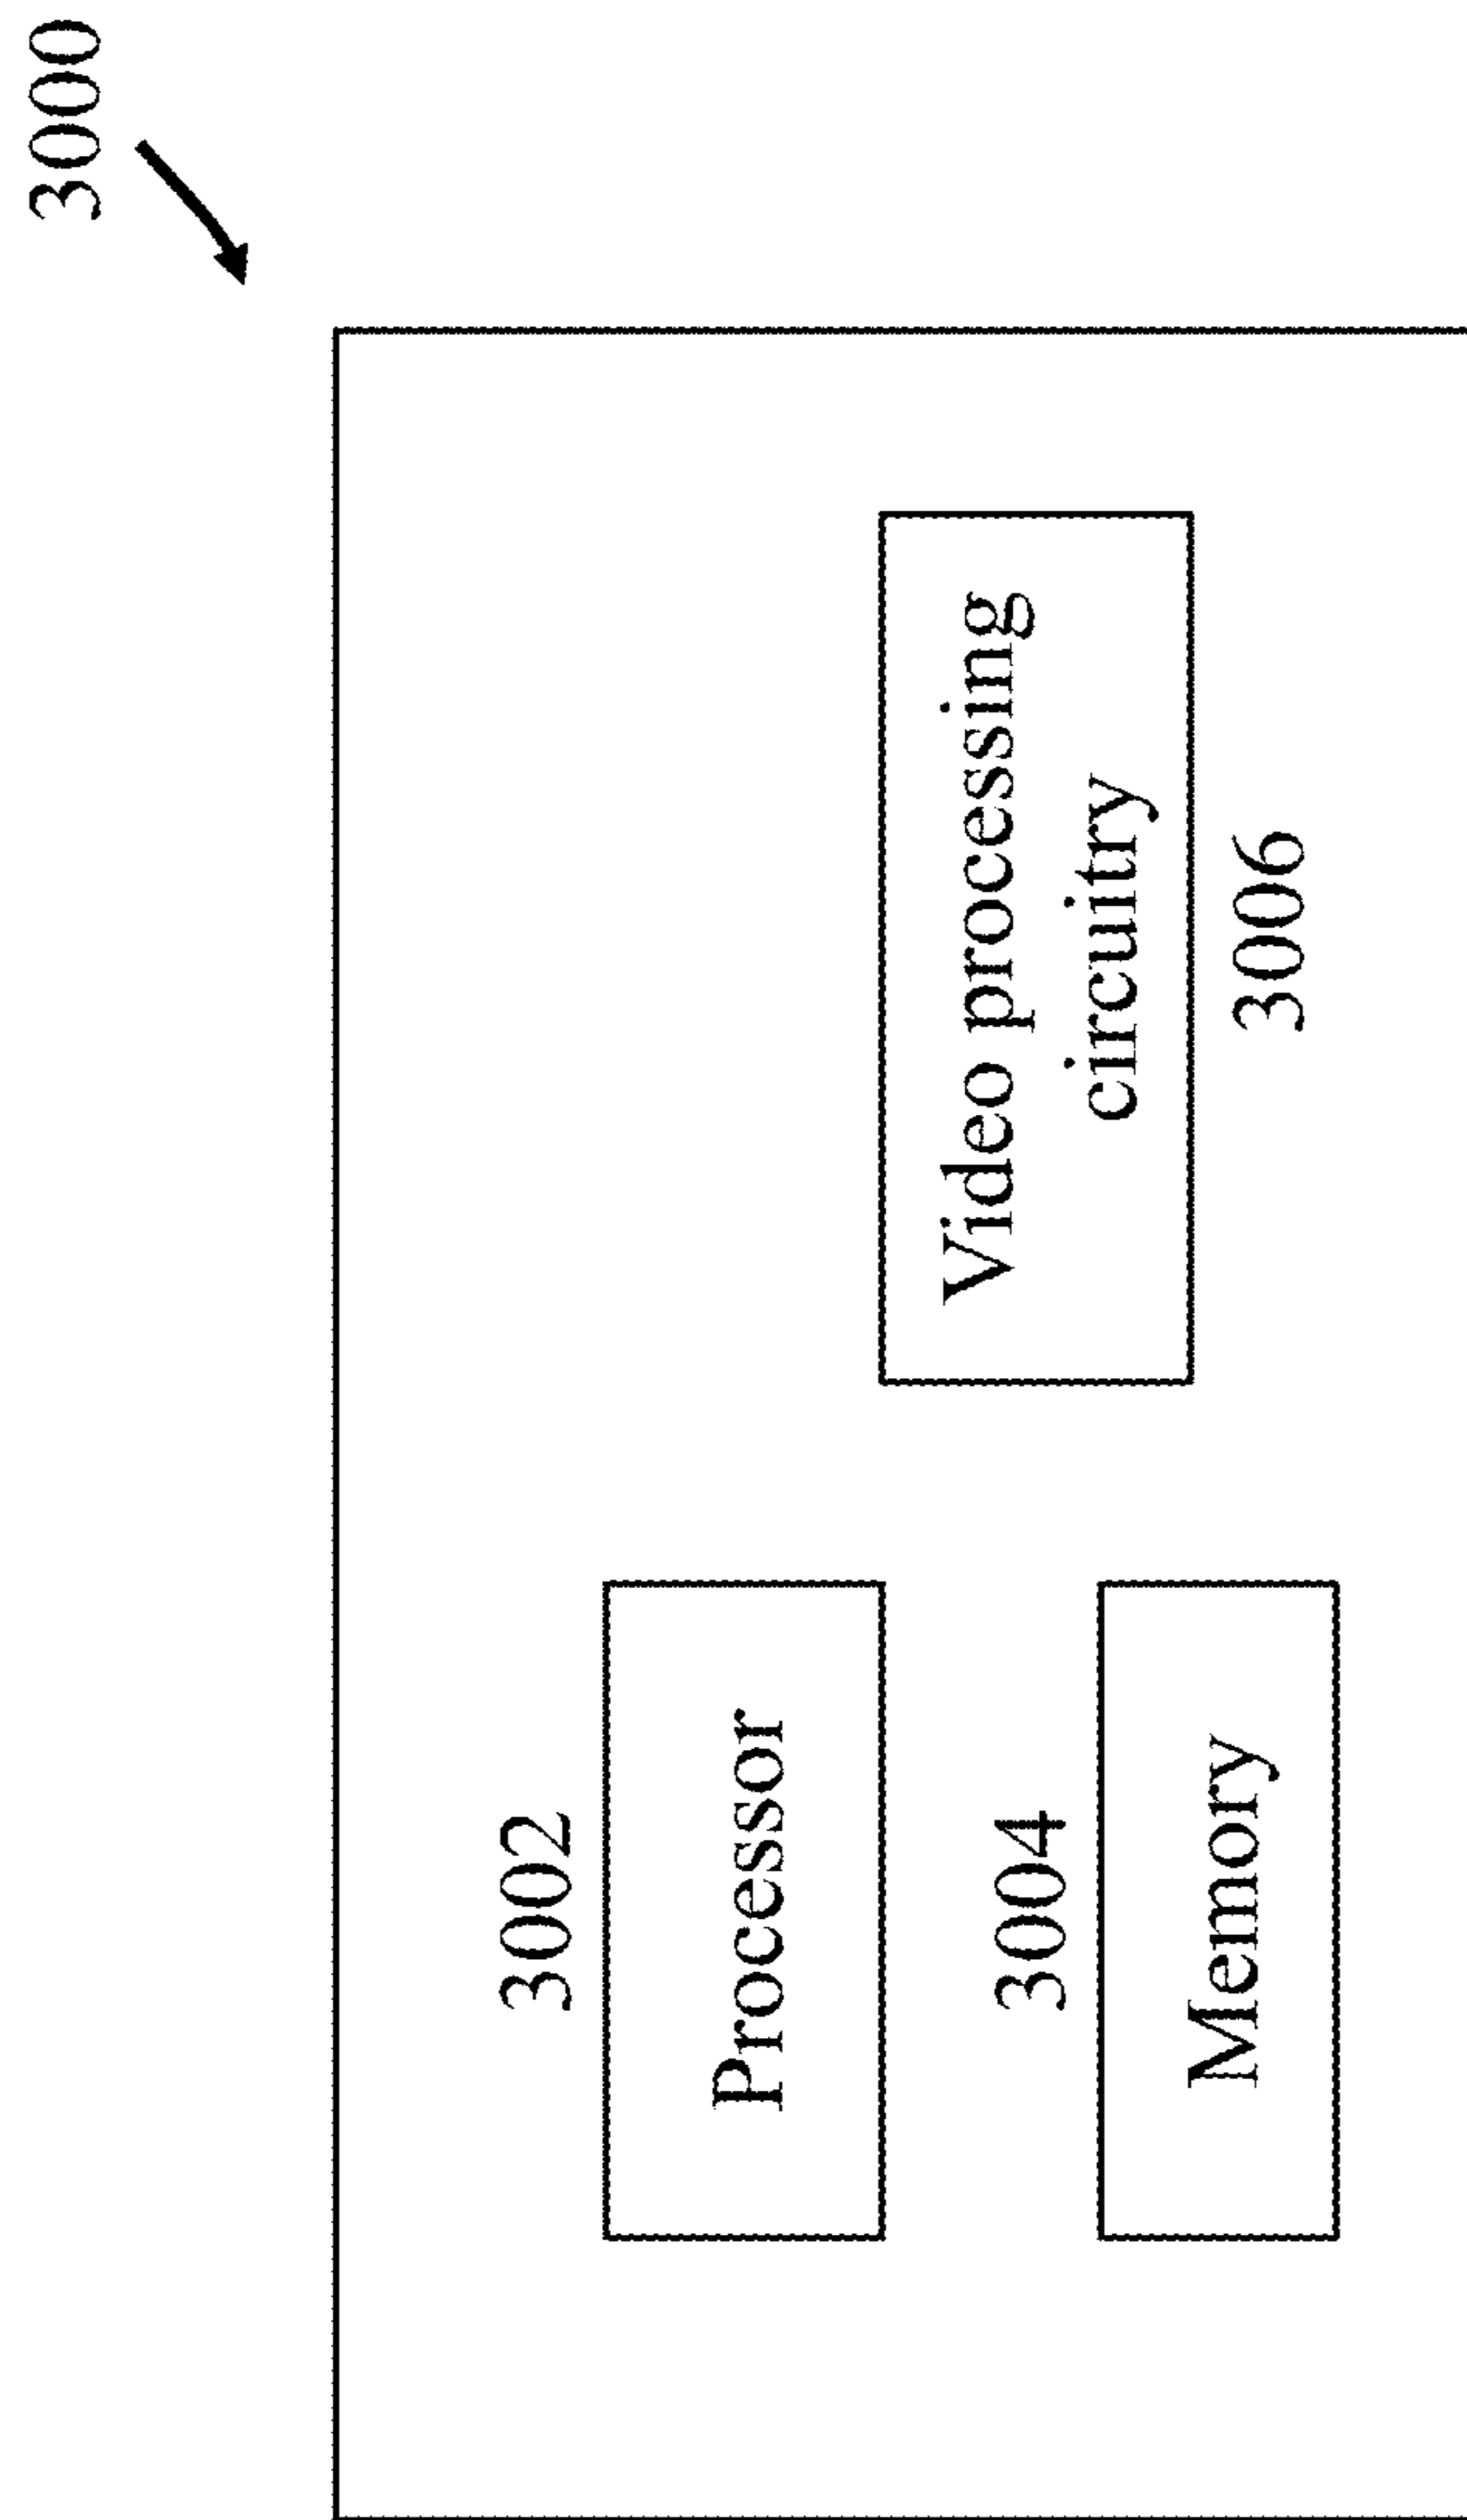 3000
3002
Processor
3004
Memory
Video processing
circuitry
3006